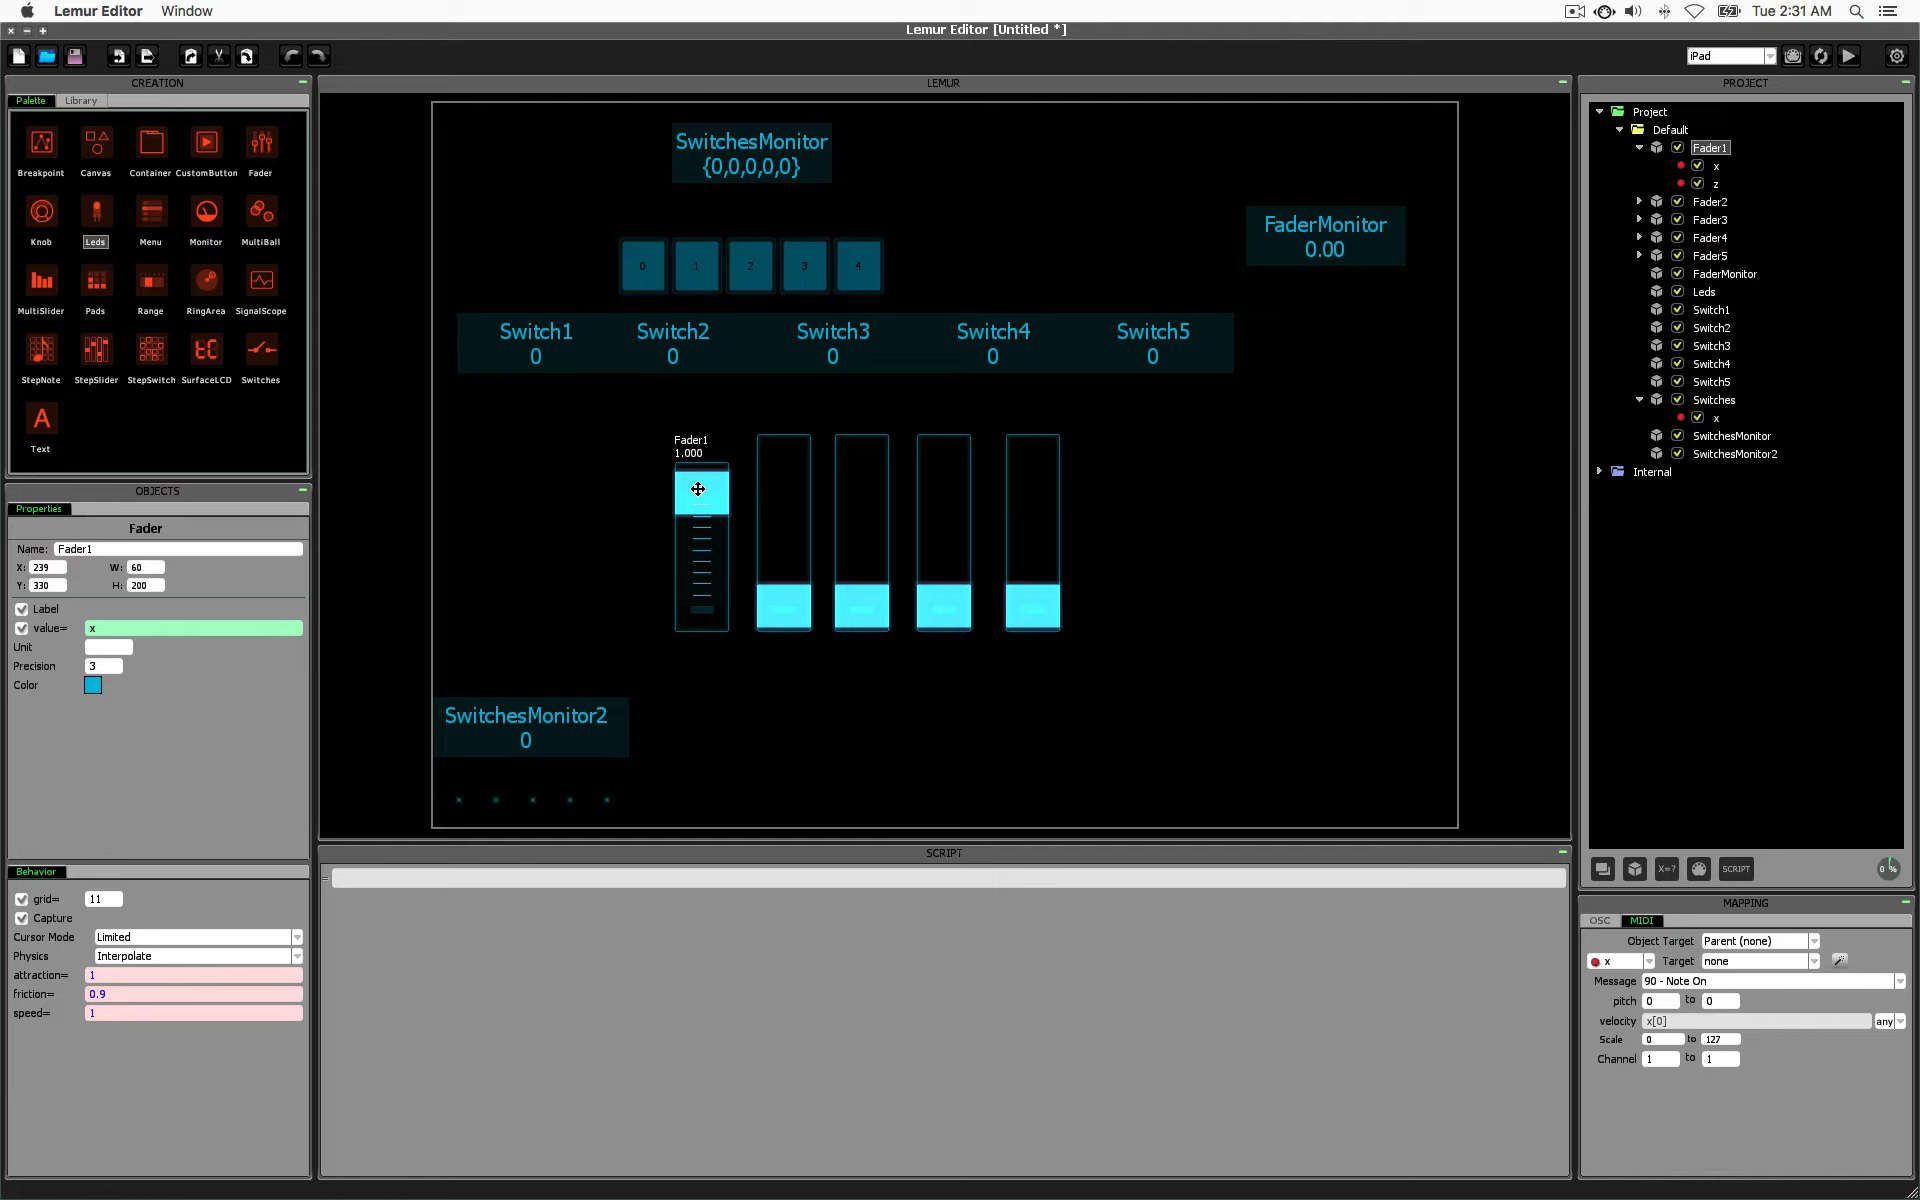 Lemur Editor Window Tue 2:31 AM
Lemur Editor [Untitled *]
iPad
CREATION
Palette Library
Breakpoint Canvas Container CustomButton Fader
Knob Leds Menu Monitor MultiBall
MultiSlider Pads Range RingArea SignalScope
StepNote StepSlider StepSwitch SurfaceLCD Switches
A
Text
OBJECTS
Properties
Fader
Name: Fader1
X: 239 W: 60
Y: 330 H: 200
Label
value= x
Unit
Precision 3
Color
Behavior
grid= 11
Capture
Cursor Mode Limited
Physics Interpolate
attraction= 1
friction= 0.9
speed= 1
LEMUR
SwitchesMonitor
{0,0,0,0,0}
FaderMonitor
0.00
0 1 2 3 4
Switch1 Switch2 Switch3 Switch4 Switch5
0 0 0 0 0
Fader1
1.000
SwitchesMonitor2
0
SCRIPT
=
PROJECT
Project
Default
Fader1
x
z
Fader2
Fader3
Fader4
Fader5
FaderMonitor
Leds
Switch1
Switch2
Switch3
Switch4
Switch5
Switches
x
SwitchesMonitor
SwitchesMonitor2
Internal
X=? SCRIPT 0 %
MAPPING
OSC MIDI
Object Target Parent (none)
x Target none
Message 90 - Note On
pitch 0 to 0
velocity x[0] any
Scale 0 to 127
Channel 1 to 1